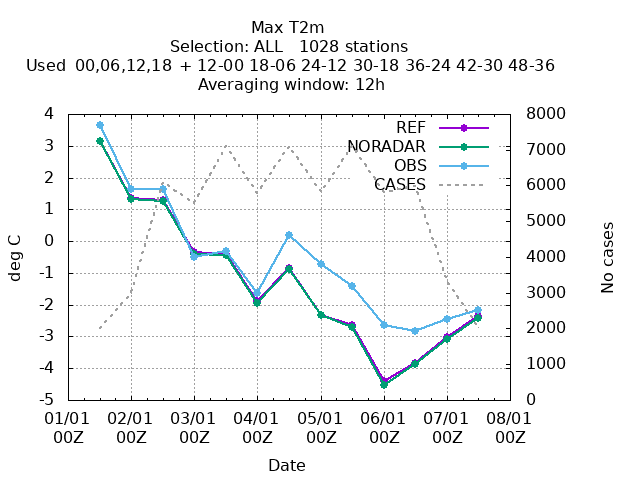 Max T2m
Selection: ALL   1028 stations
Used  00,06,12,18 + 12-00 18-06 24-12 30-18 36-24 42-30 48-36
Averaging window: 12h
4
3
2
1
0
-1
-2
-3
-4
-5
deg C
8000
7000
6000
5000
4000
3000
2000
1000
0
No cases
REF
NORADAR
OBS
CASES
01/01 02/01 03/01 04/01 05/01 06/01 07/01 08/01
00Z 00Z 00Z 00Z 00Z 00Z 00Z 00Z
Date